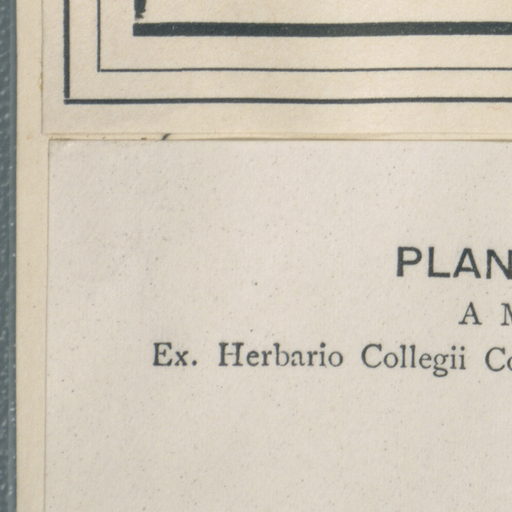 PLAN
A M
Ex. Herbario Collegii Co